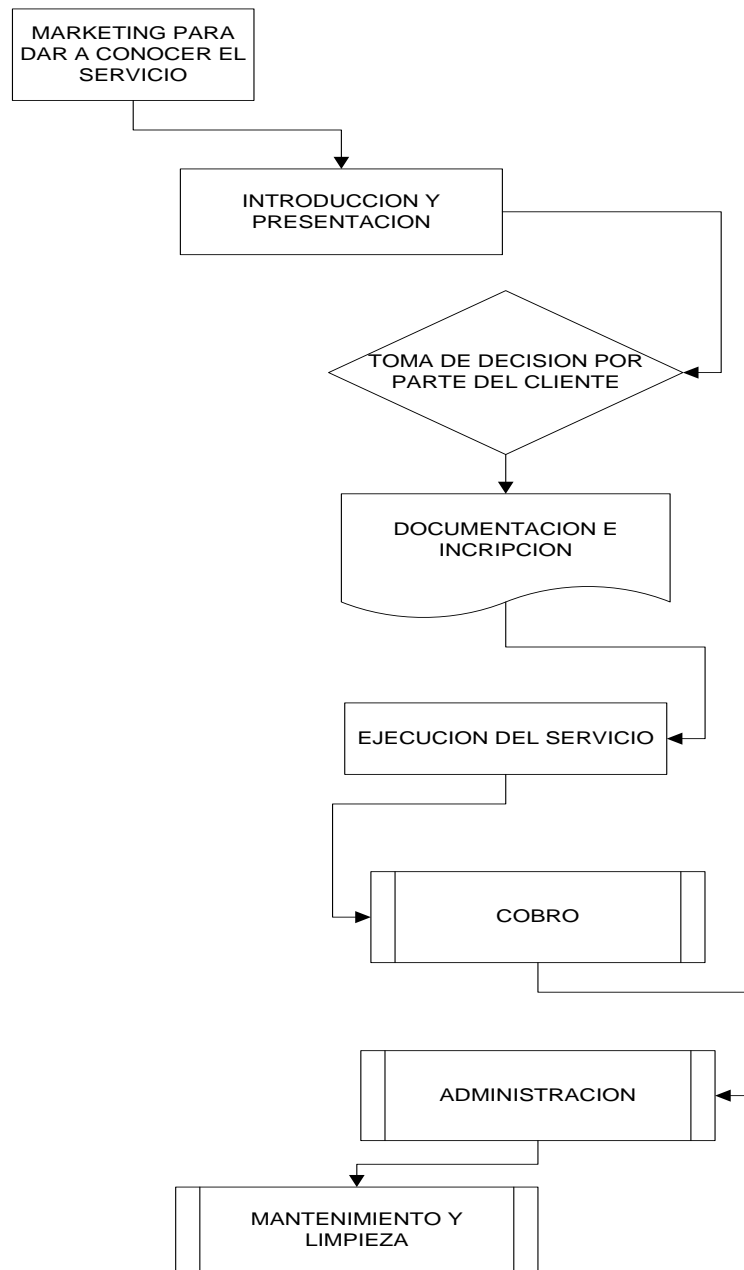 MARKETING PARA
DAR A CONOCER EL
SERVICIO
INTRODUCCION Y
PRESENTACION
TOMA DE DECISION POR
PARTE DEL CLIENTE
DOCUMENTACION E
INCRIPCION
EJECUCION DEL SERVICIO
COBRO
ADMINISTRACION
MANTENIMIENTO Y
LIMPIEZA